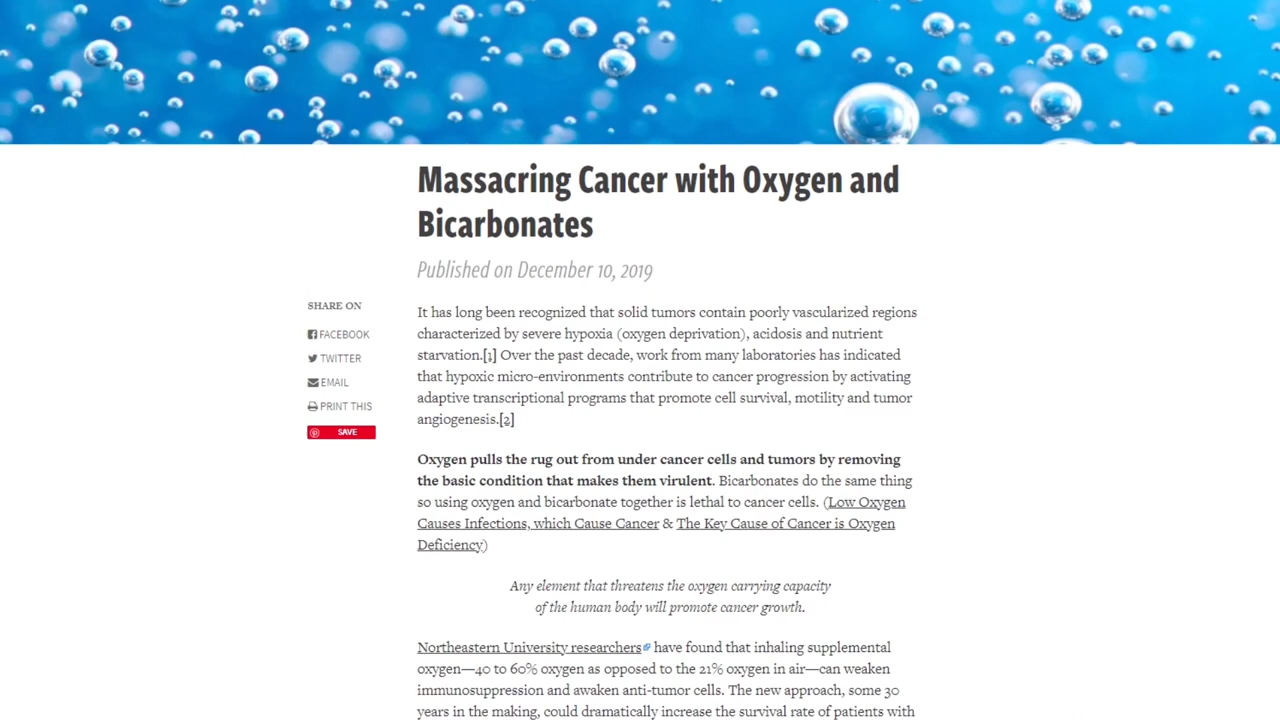 Massacring Cancer with Oxygen and
Bicarbonates
Published on December 10, 2019
SHARE ON
FACEBOOK
TWITTER
EMAIL
PRINT THIS
SAVE
It has long been recognized that solid tumors contain poorly vascularized regions
characterized by severe hypoxia (oxygen deprivation), acidosis and nutrient
starvation.[1] Over the past decade, work from many laboratories has indicated
that hypoxic micro-environments contribute to cancer progression by activating
adaptive transcriptional programs that promote cell survival, motility and tumor
angiogenesis.[2]
Oxygen pulls the rug out from under cancer cells and tumors by removing
the basic condition that makes them virulent. Bicarbonates do the same thing
so using oxygen and bicarbonate together is lethal to cancer cells. (Low Oxygen
Causes Infections, which Cause Cancer & The Key Cause of Cancer is Oxygen
Deficiency)
Any element that threatens the oxygen carrying capacity
of the human body will promote cancer growth.
Northeastern University researchers have found that inhaling supplemental
oxygen—40 to 60% oxygen as opposed to the 21% oxygen in air—can weaken
immunosuppression and awaken anti-tumor cells. The new approach, some 30
years in the making, could dramatically increase the survival rate of patients with